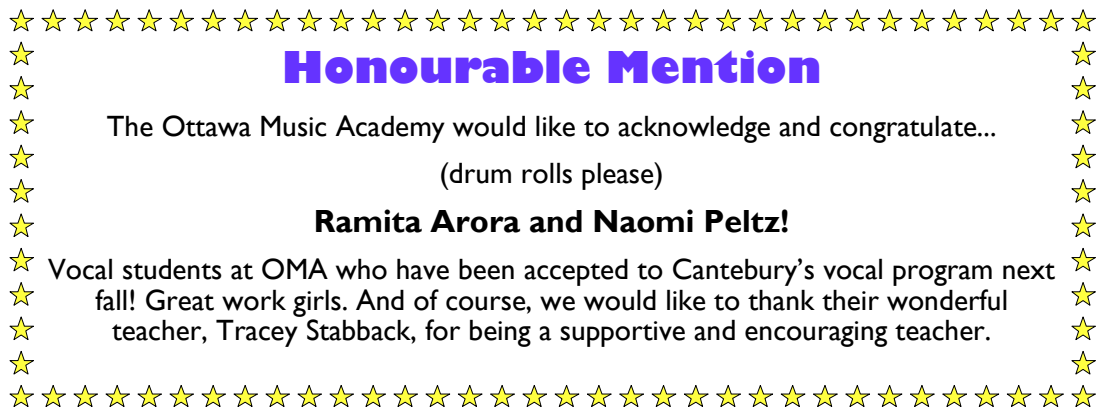 Honourable Mention
The Ottawa Music Academy would like to acknowledge and congratulate...
(drum rolls please)
Ramita Arora and Naomi Peltz!
Vocal students at OMA who have been accepted to Cantebury’s vocal program next
fall! Great work girls. And of course, we would like to thank their wonderful
teacher, Tracey Stabback, for being a supportive and encouraging teacher.